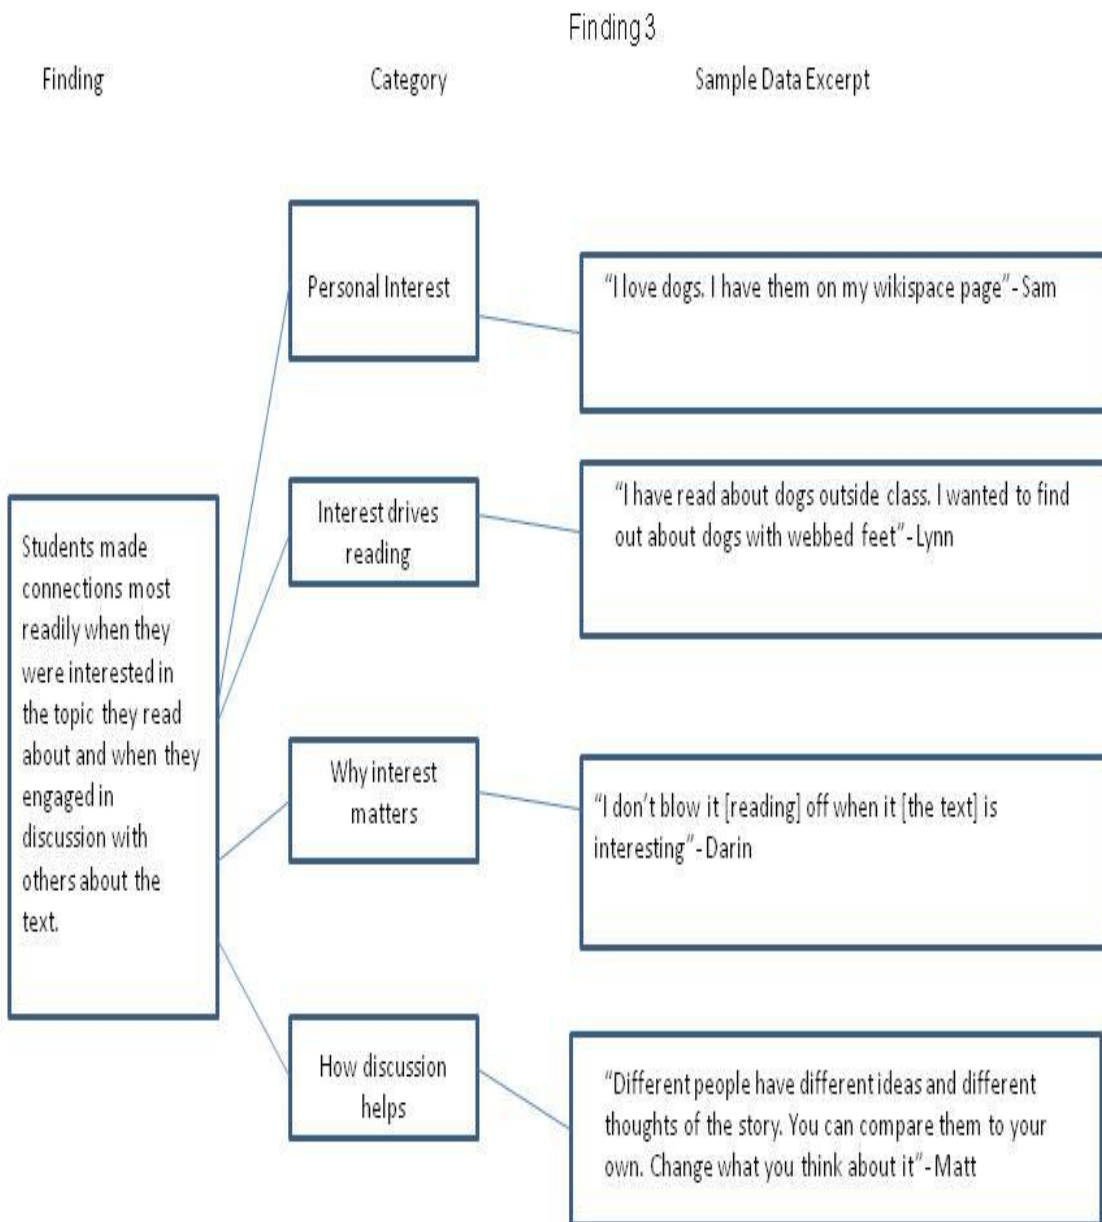 Finding 3
Finding Category Sample Data Excerpt
Students made
connections most
readily when they
were interested in
the topic they read
about and when they
engaged in
discussion with
others about the
text.
Personal Interest
“I love dogs. I have them on my wikispace page”- Sam
Interest drives
reading
“I have read about dogs outside class. I wanted to find
out about dogs with webbed feet”- Lynn
Why interest
matters
“I don’t blow it [reading] off when it [the text] is
interesting”- Darin
How discussion
helps
“Different people have different ideas and different
thoughts of the story. You can compare them to your
own. Change what you think about it”- Matt